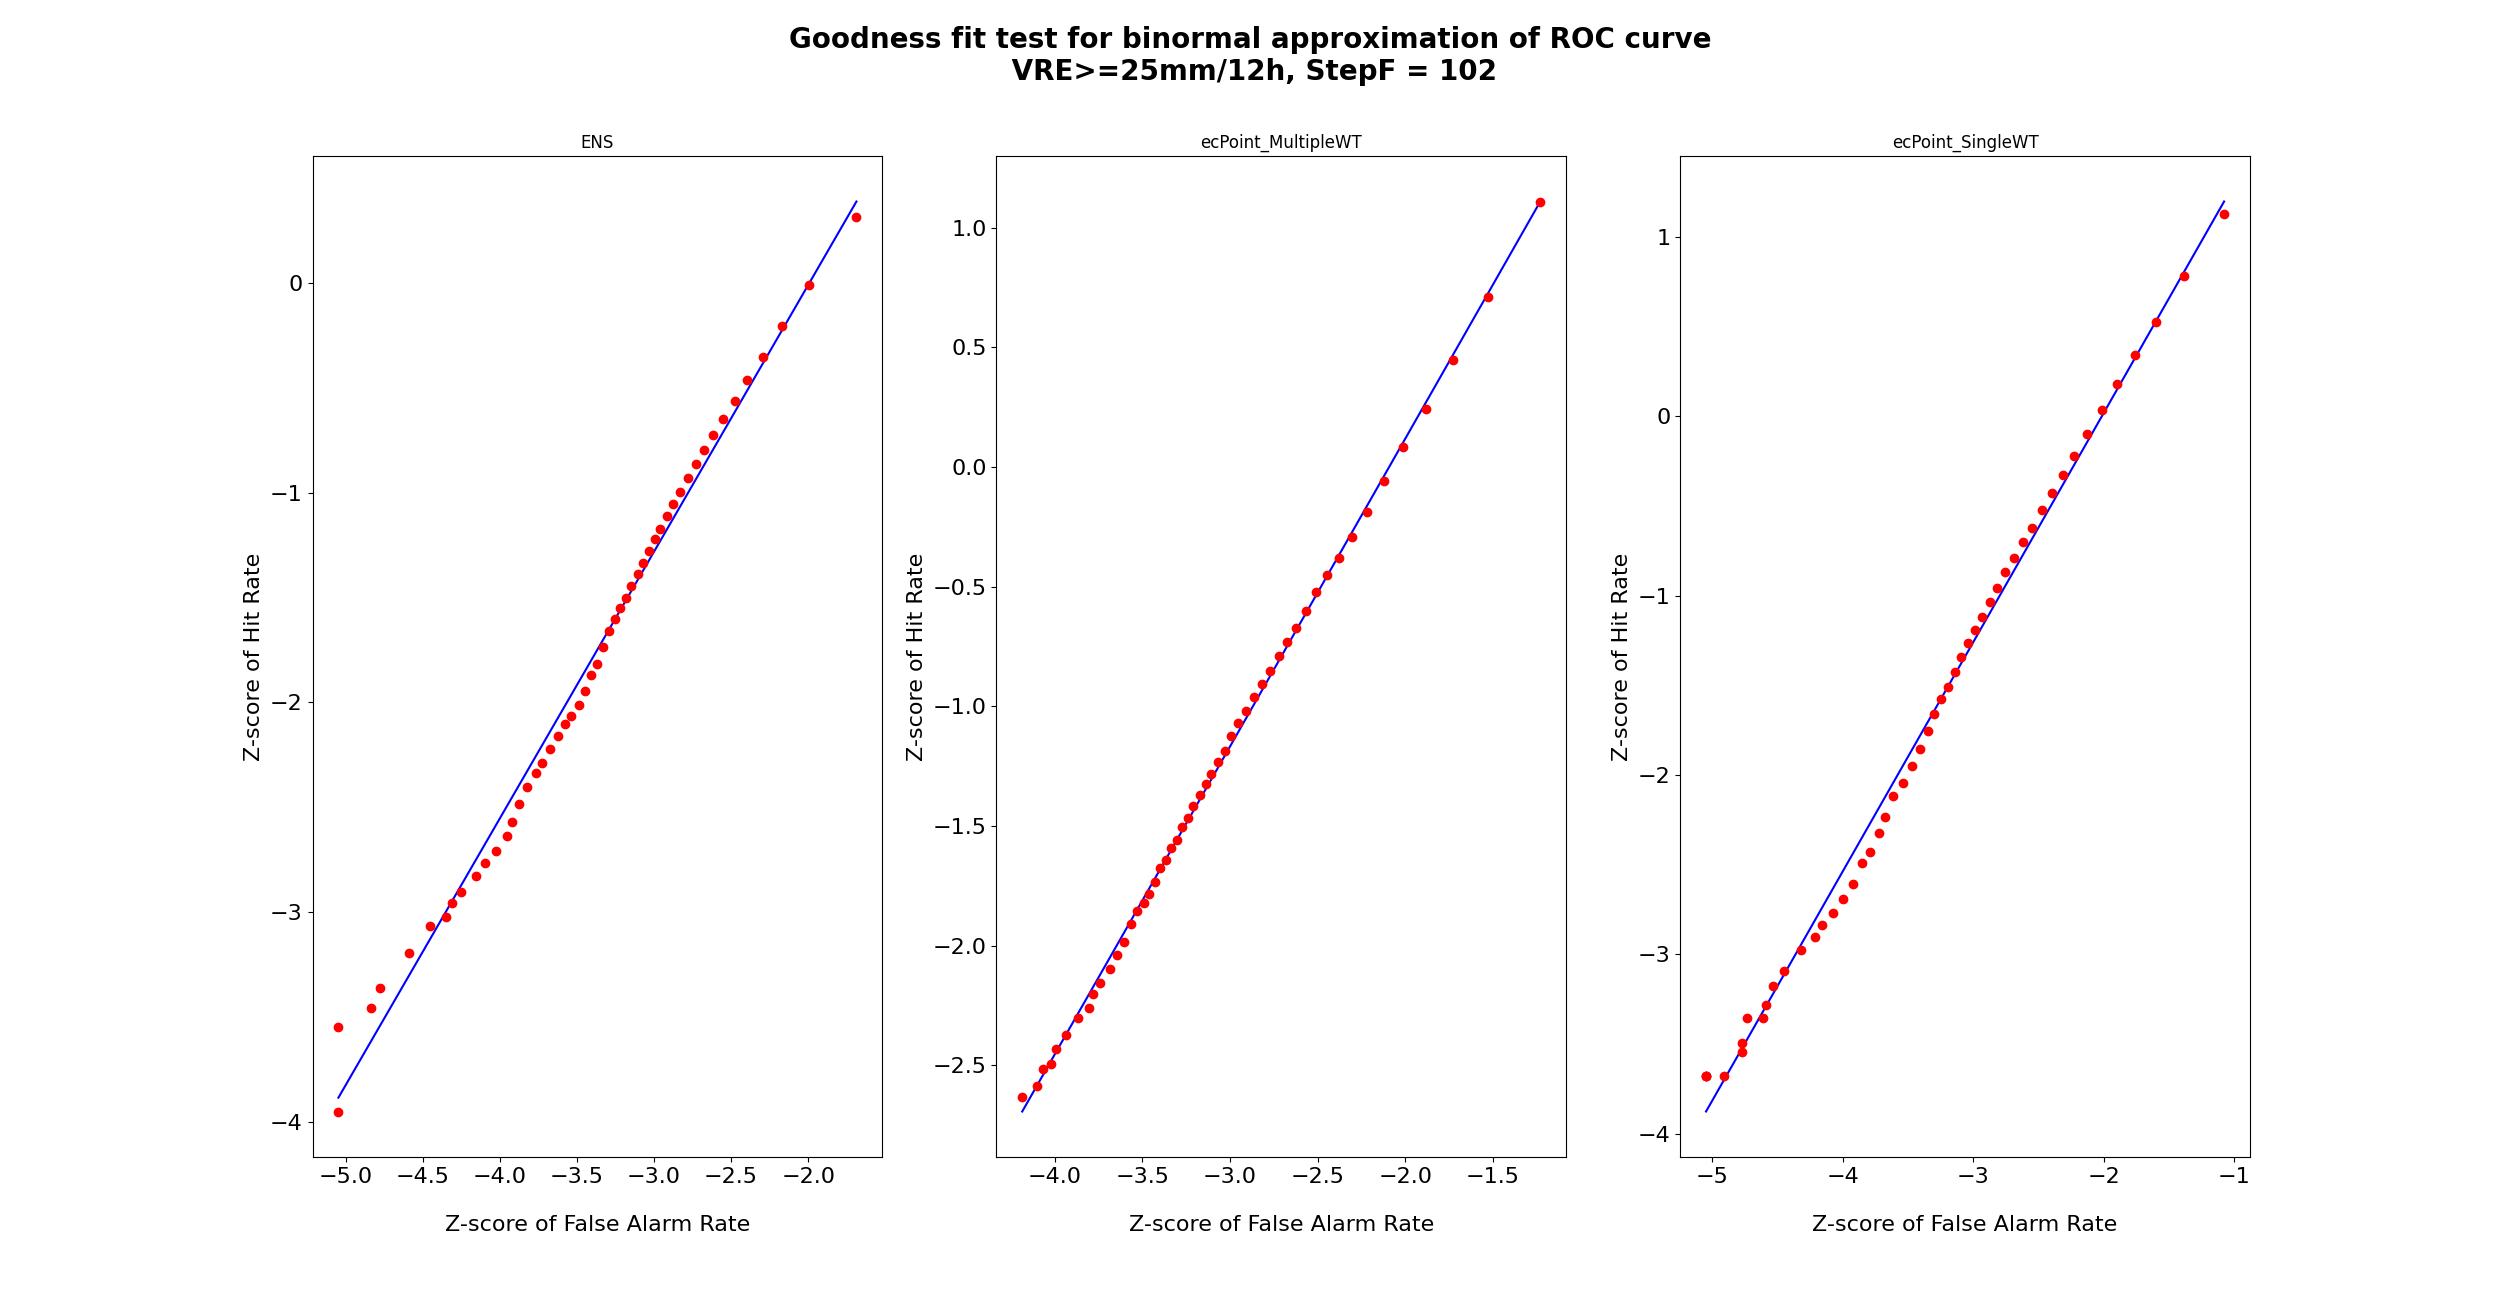 Goodness fit test for binormal approximation of ROC curve
VRE>=25mm/12h, StepF = 102
ENS
0
−1
−2
−3
−4
Z-score of Hit Rate
−5.0 −4.5 −4.0 −3.5 −3.0 −2.5 −2.0
Z-score of False Alarm Rate
ecPoint_MultipleWT
1.0
0.5
0.0
−0.5
−1.0
−1.5
−2.0
−2.5
Z-score of Hit Rate
−4.0 −3.5 −3.0 −2.5 −2.0 −1.5
Z-score of False Alarm Rate
ecPoint_SingleWT
1
0
−1
−2
−3
−4
Z-score of Hit Rate
−5 −4 −3 −2 −1
Z-score of False Alarm Rate